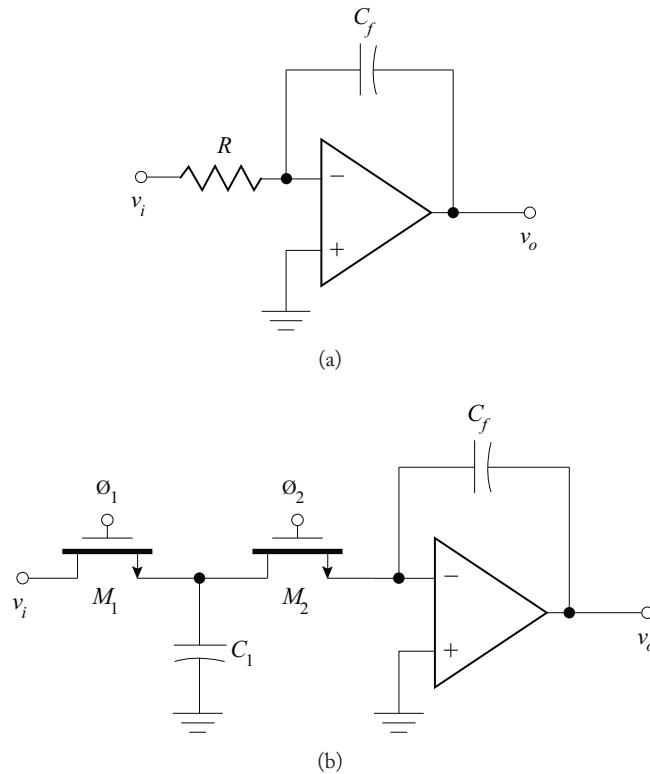 C_f
R
−
v_i
+
v_o
(a)
C_f
Ø_1
Ø_2
−
v_i
M_1
M_2
C_1
+
v_o
(b)